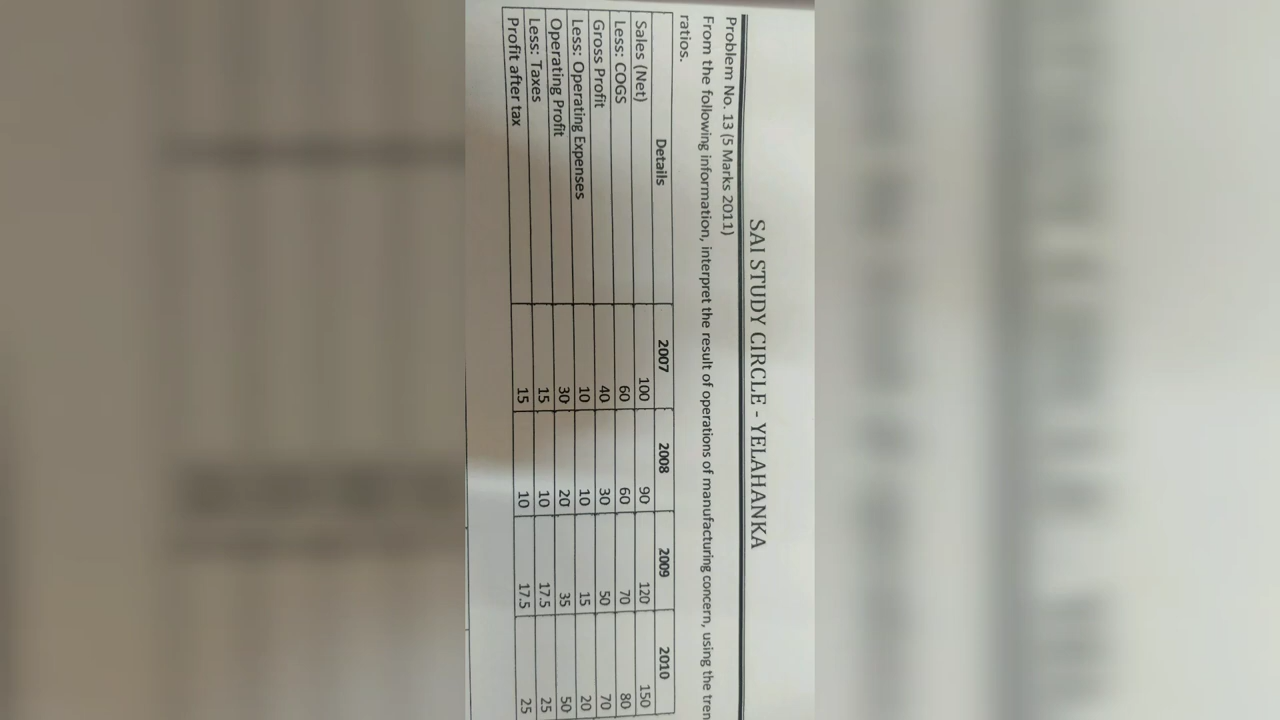 SAI STUDY CIRCLE - YELAHANKA
Problem No. 13 (5 Marks 2011)
From the following information, interpret the result of operations of manufacturing concern, using the tren
ratios.
Details 2007 2008 2009 2010
Sales (Net) 100 90 120 150
Less: COGS 60 60 70 80
Gross Profit 40 30 50 70
Less: Operating Expenses 10 10 15 20
Operating Profit 30 20 35 50
Less: Taxes 15 10 17.5 25
Profit after tax 15 10 17.5 25